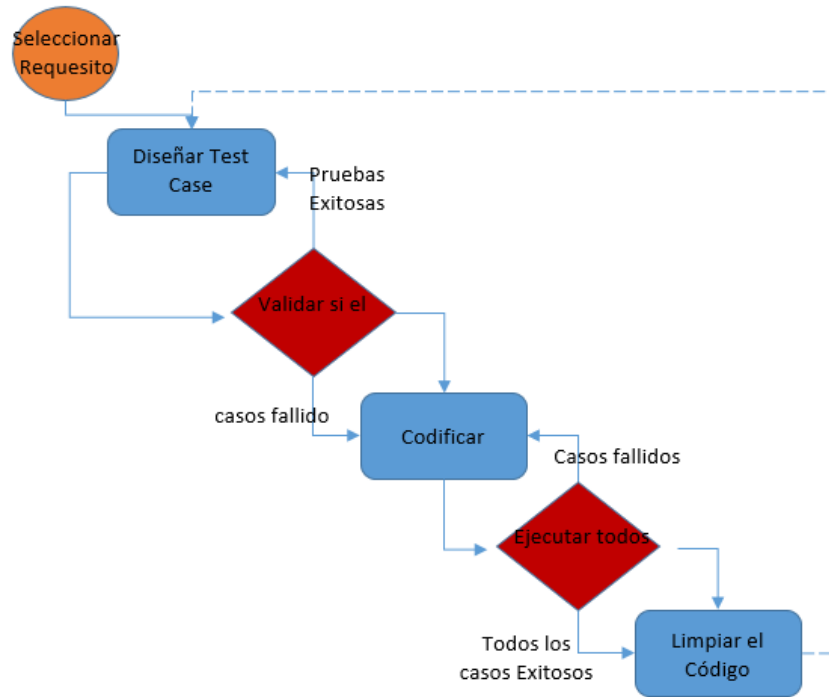 Seleccionar
Requesito
Diseñar Test
Case
Pruebas
Exitosas
Validar si el
casos fallido
Codificar
Casos fallidos
Ejecutar todos
Todos los
casos Exitosos
Limpiar el
Código